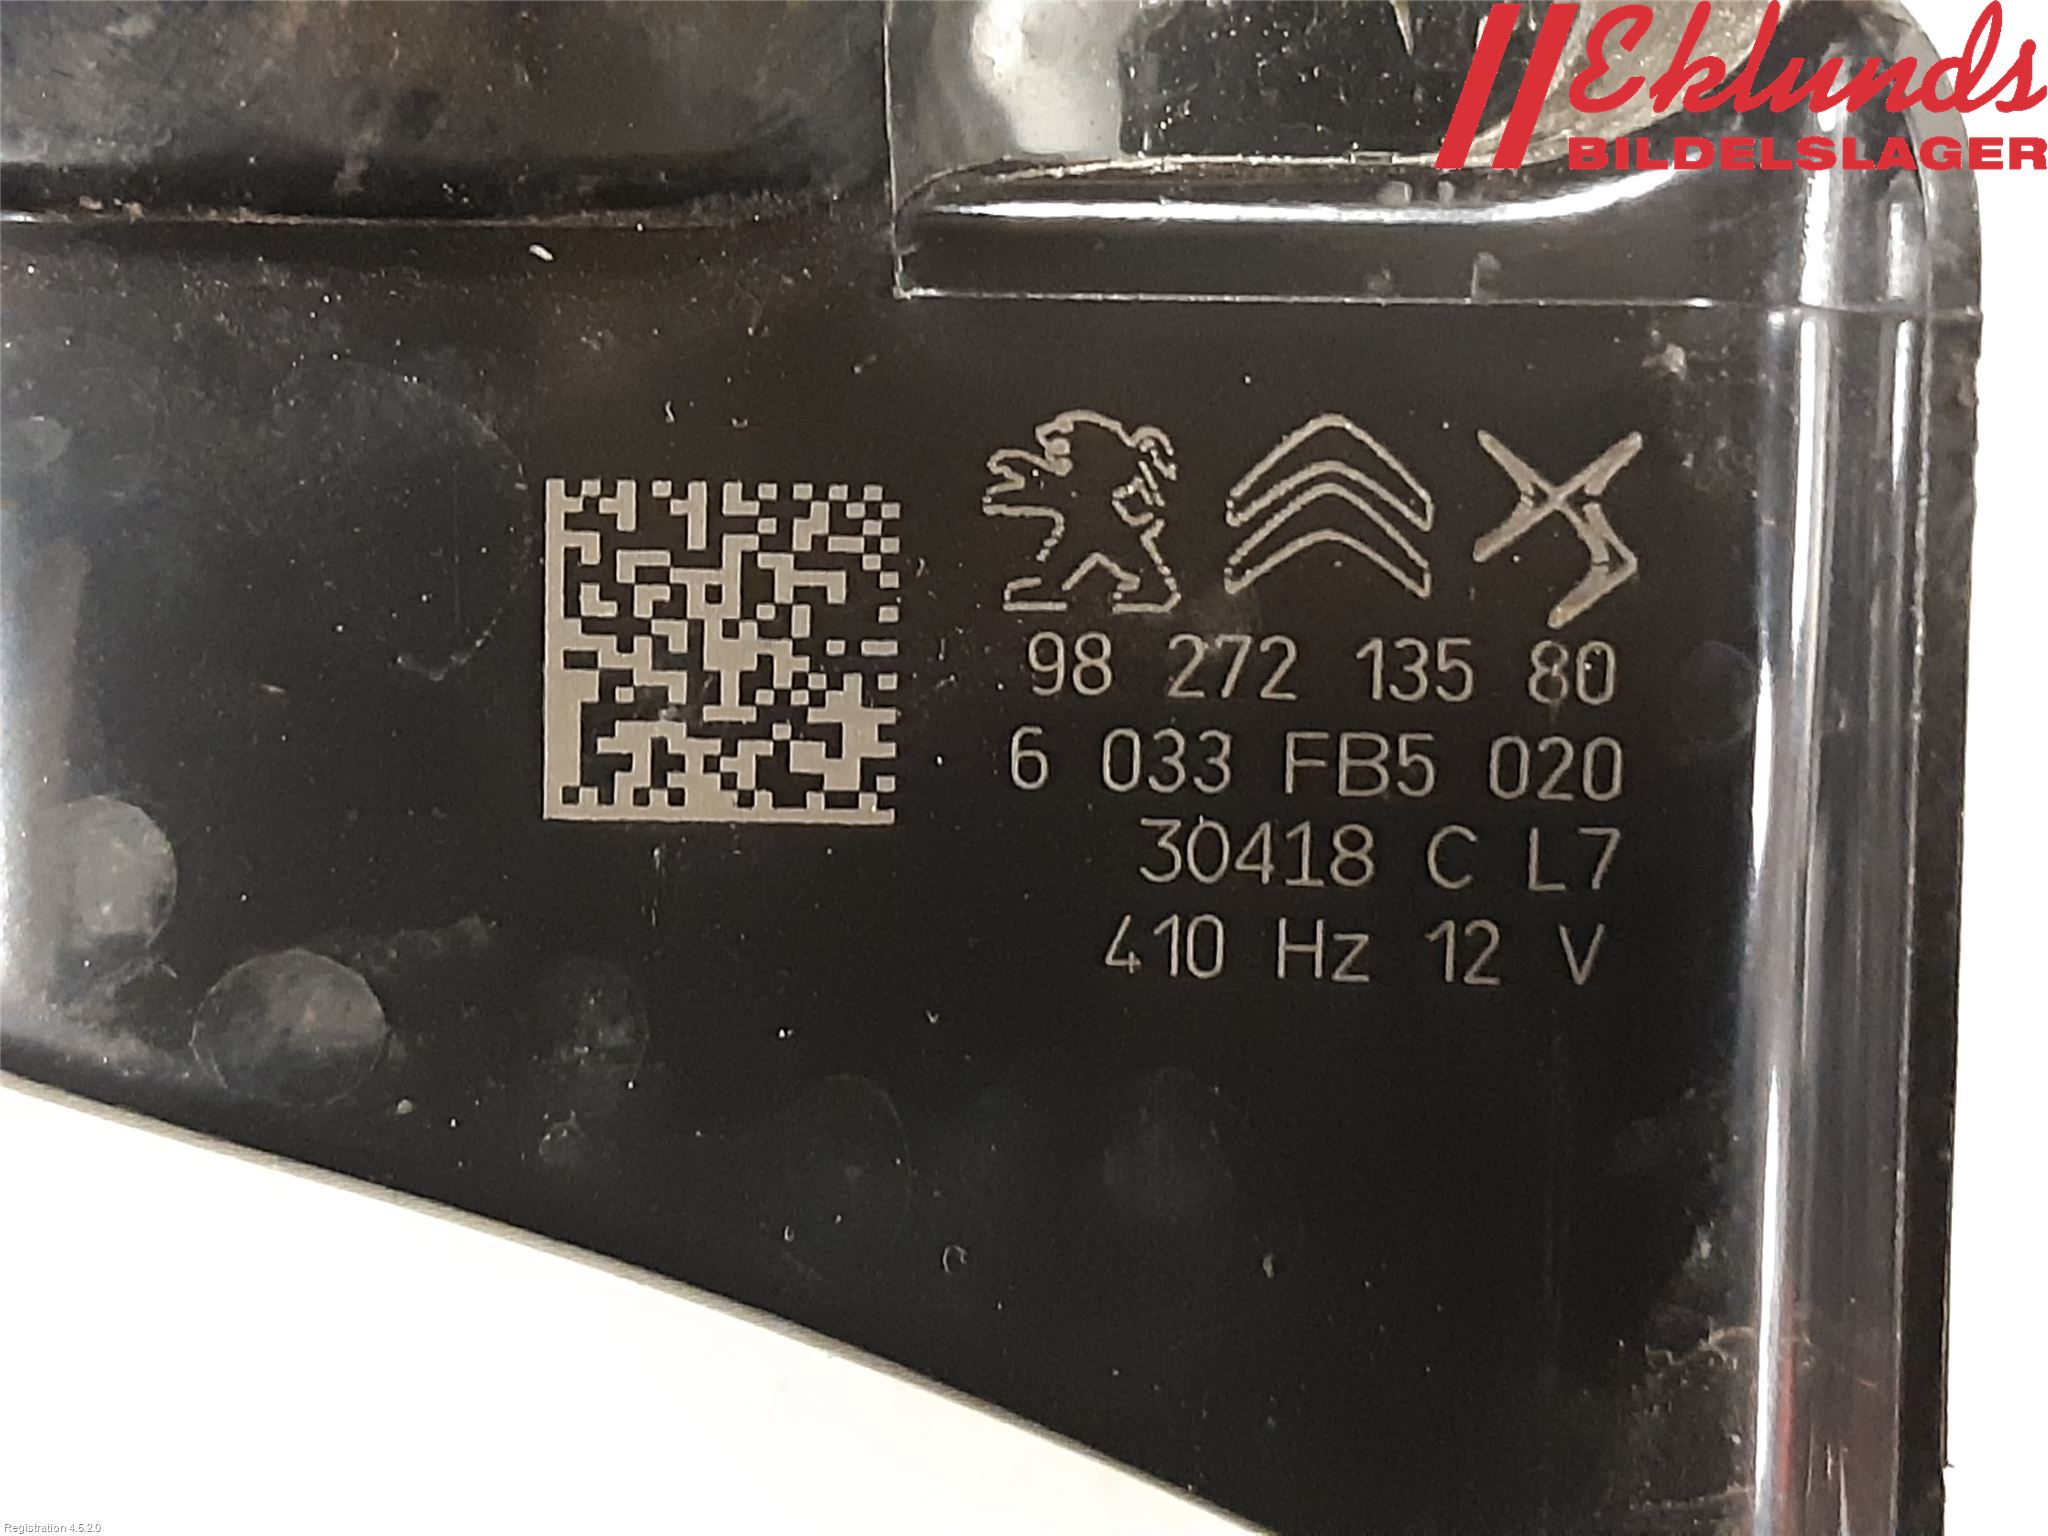 Eklunds
BILDELSLAGER
98 272 135 80
6 033 FB5 020
30418 C L7
410 Hz 12 V
Registration 4.5.2.0